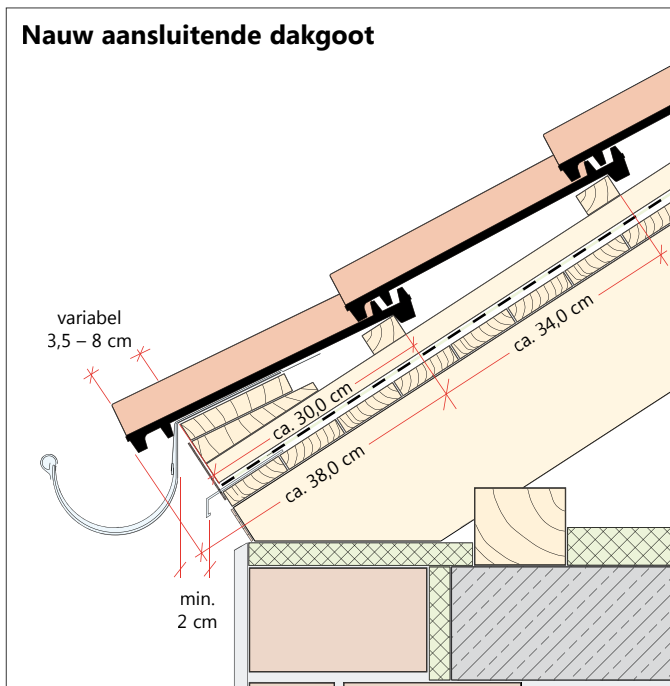 Nauw aansluitende dakgoot
variabel
3,5 – 8 cm
ca. 34,0 cm
ca. 30,0 cm
ca. 38,0 cm
min.
2 cm